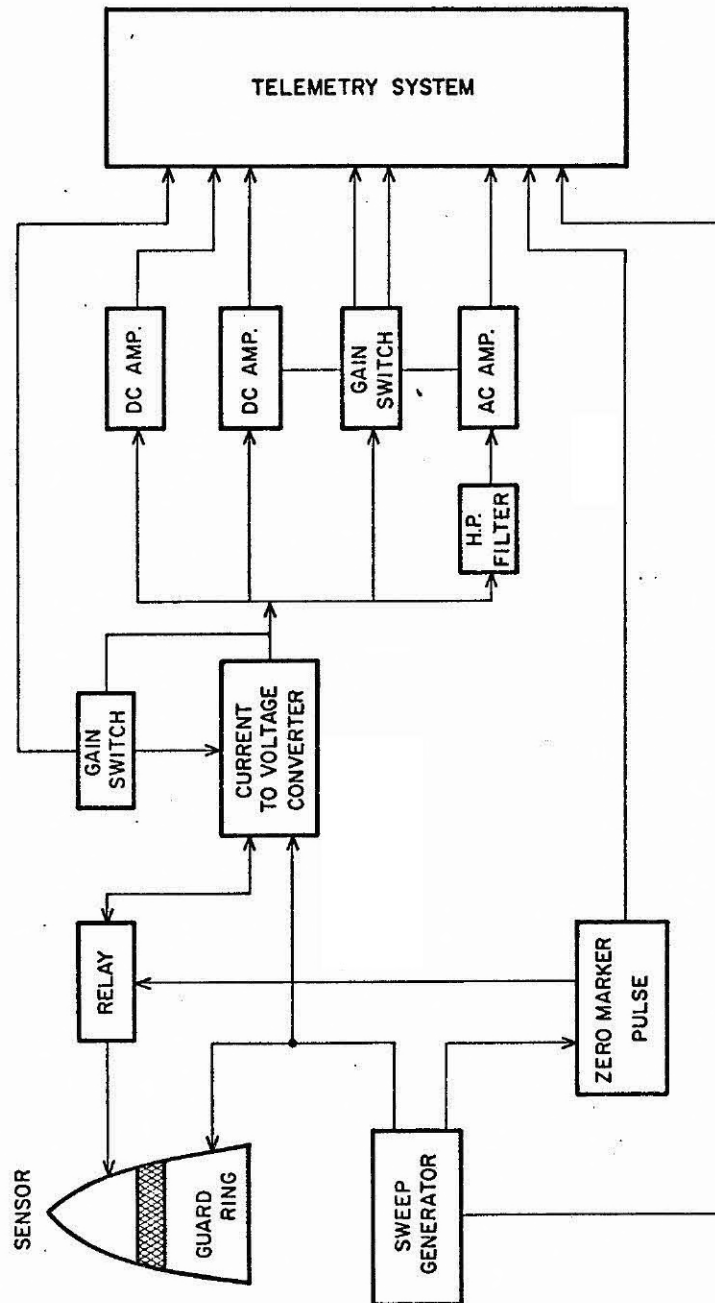 TELEMETRY SYSTEM
DC AMP.
DC AMP.
GAIN
SWITCH
AC AMP.
H.P.
FILTER
GAIN
SWITCH
CURRENT
TO VOLTAGE
CONVERTER
RELAY
ZERO MARKER
PULSE
SENSOR
GUARD
RING
SWEEP
GENERATOR